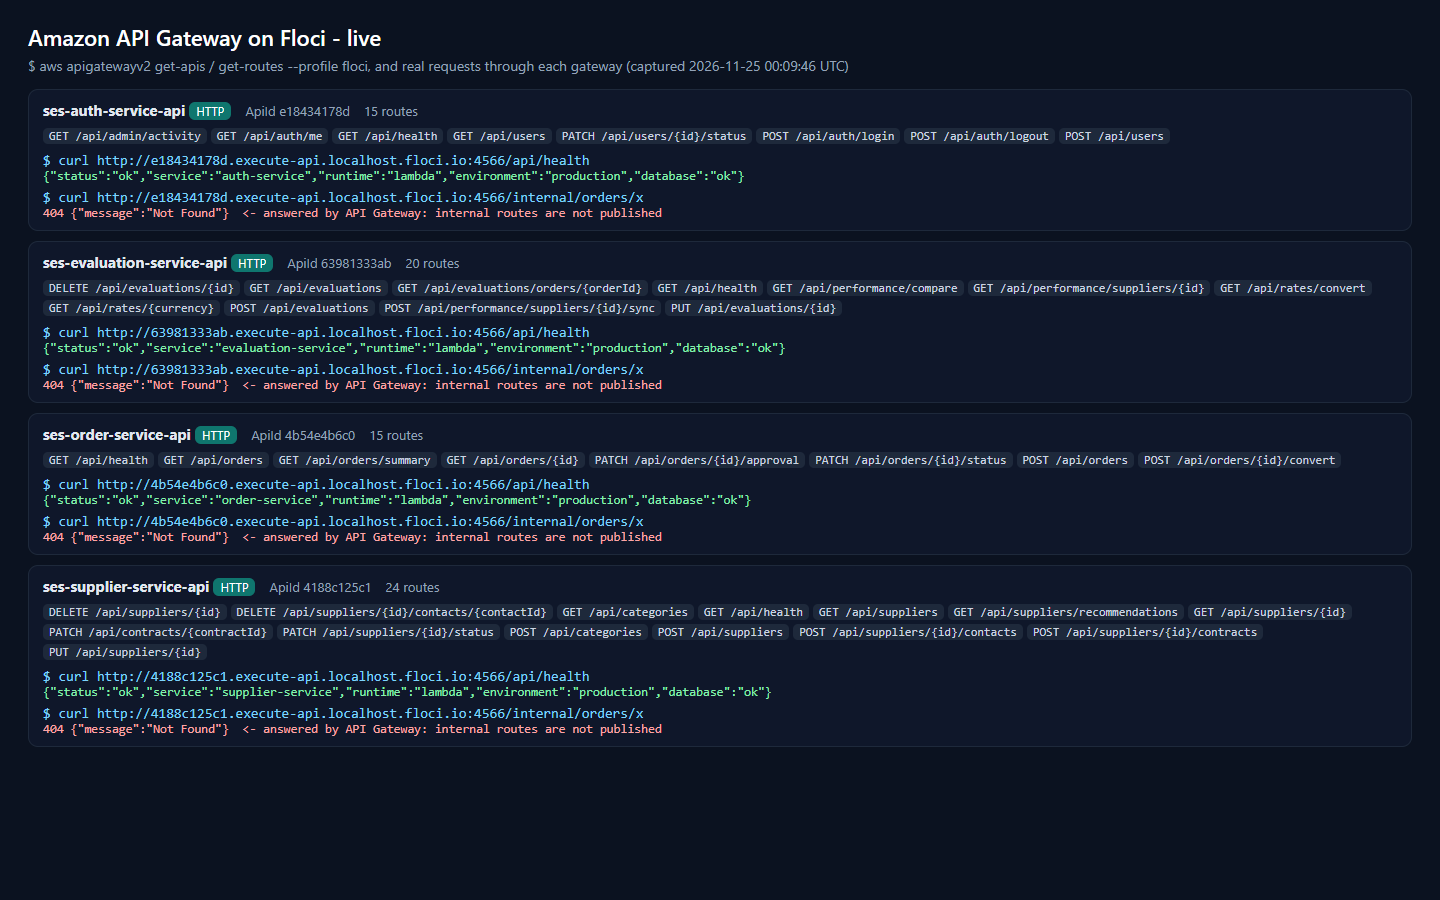 Amazon API Gateway on Floci - live
$ aws apigatewayv2 get-apis / get-routes --profile floci, and real requests through each gateway (captured 2026-11-25 00:09:46 UTC)
ses-auth-service-api HTTP ApiId e18434178d 15 routes
GET /api/admin/activity GET /api/auth/me GET /api/health GET /api/users PATCH /api/users/{id}/status POST /api/auth/login POST /api/auth/logout POST /api/users
$ curl http://e18434178d.execute-api.localhost.floci.io:4566/api/health
{"status":"ok","service":"auth-service","runtime":"lambda","environment":"production","database":"ok"}
$ curl http://e18434178d.execute-api.localhost.floci.io:4566/internal/orders/x
404 {"message":"Not Found"} <- answered by API Gateway: internal routes are not published
ses-evaluation-service-api HTTP ApiId 63981333ab 20 routes
DELETE /api/evaluations/{id} GET /api/evaluations GET /api/evaluations/orders/{orderId} GET /api/health GET /api/performance/compare GET /api/performance/suppliers/{id} GET /api/rates/convert
GET /api/rates/{currency} POST /api/evaluations POST /api/performance/suppliers/{id}/sync PUT /api/evaluations/{id}
$ curl http://63981333ab.execute-api.localhost.floci.io:4566/api/health
{"status":"ok","service":"evaluation-service","runtime":"lambda","environment":"production","database":"ok"}
$ curl http://63981333ab.execute-api.localhost.floci.io:4566/internal/orders/x
404 {"message":"Not Found"} <- answered by API Gateway: internal routes are not published
ses-order-service-api HTTP ApiId 4b54e4b6c0 15 routes
GET /api/health GET /api/orders GET /api/orders/summary GET /api/orders/{id} PATCH /api/orders/{id}/approval PATCH /api/orders/{id}/status POST /api/orders POST /api/orders/{id}/convert
$ curl http://4b54e4b6c0.execute-api.localhost.floci.io:4566/api/health
{"status":"ok","service":"order-service","runtime":"lambda","environment":"production","database":"ok"}
$ curl http://4b54e4b6c0.execute-api.localhost.floci.io:4566/internal/orders/x
404 {"message":"Not Found"} <- answered by API Gateway: internal routes are not published
ses-supplier-service-api HTTP ApiId 4188c125c1 24 routes
DELETE /api/suppliers/{id} DELETE /api/suppliers/{id}/contacts/{contactId} GET /api/categories GET /api/health GET /api/suppliers GET /api/suppliers/recommendations GET /api/suppliers/{id}
PATCH /api/contracts/{contractId} PATCH /api/suppliers/{id}/status POST /api/categories POST /api/suppliers POST /api/suppliers/{id}/contacts POST /api/suppliers/{id}/contracts
PUT /api/suppliers/{id}
$ curl http://4188c125c1.execute-api.localhost.floci.io:4566/api/health
{"status":"ok","service":"supplier-service","runtime":"lambda","environment":"production","database":"ok"}
$ curl http://4188c125c1.execute-api.localhost.floci.io:4566/internal/orders/x
404 {"message":"Not Found"} <- answered by API Gateway: internal routes are not published